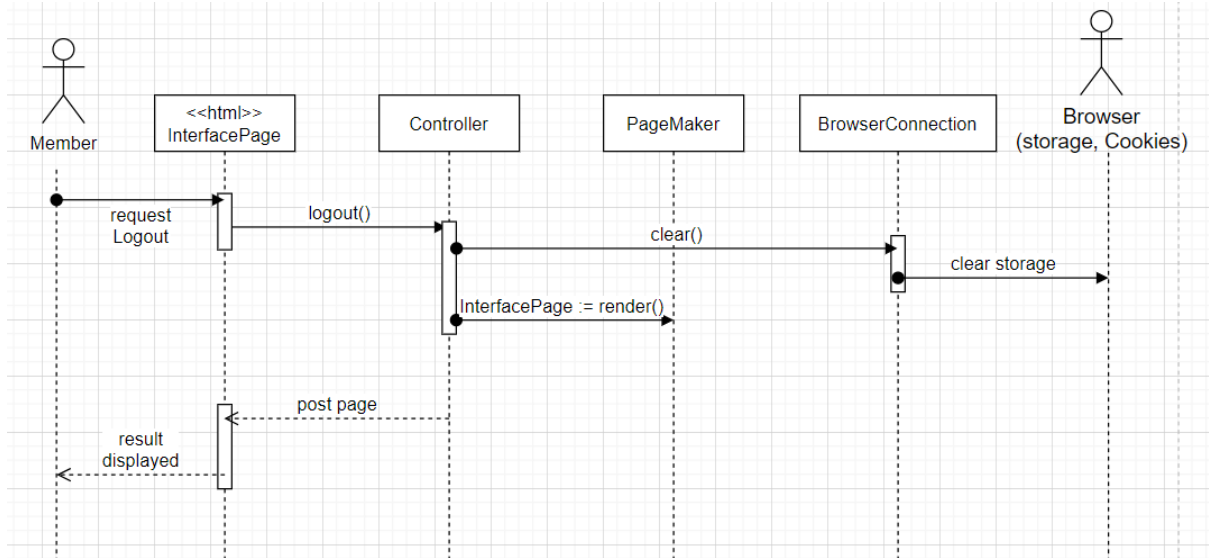 Member
<<html>>
InterfacePage
Controller
PageMaker
BrowserConnection
Browser
(storage, Cookies)
request
Logout
logout()
clear()
clear storage
InterfacePage := render()
post page
result
displayed